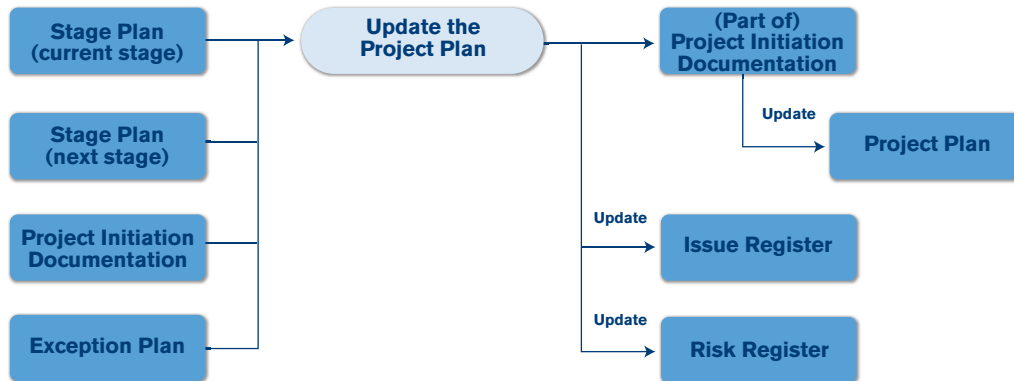 Stage Plan
(current stage)
Stage Plan
(next stage)
Project Initiation
Documentation
Exception Plan
Update the
Project Plan
(Part of)
Project Initiation
Documentation
Update
Project Plan
Update
Issue Register
Update
Risk Register